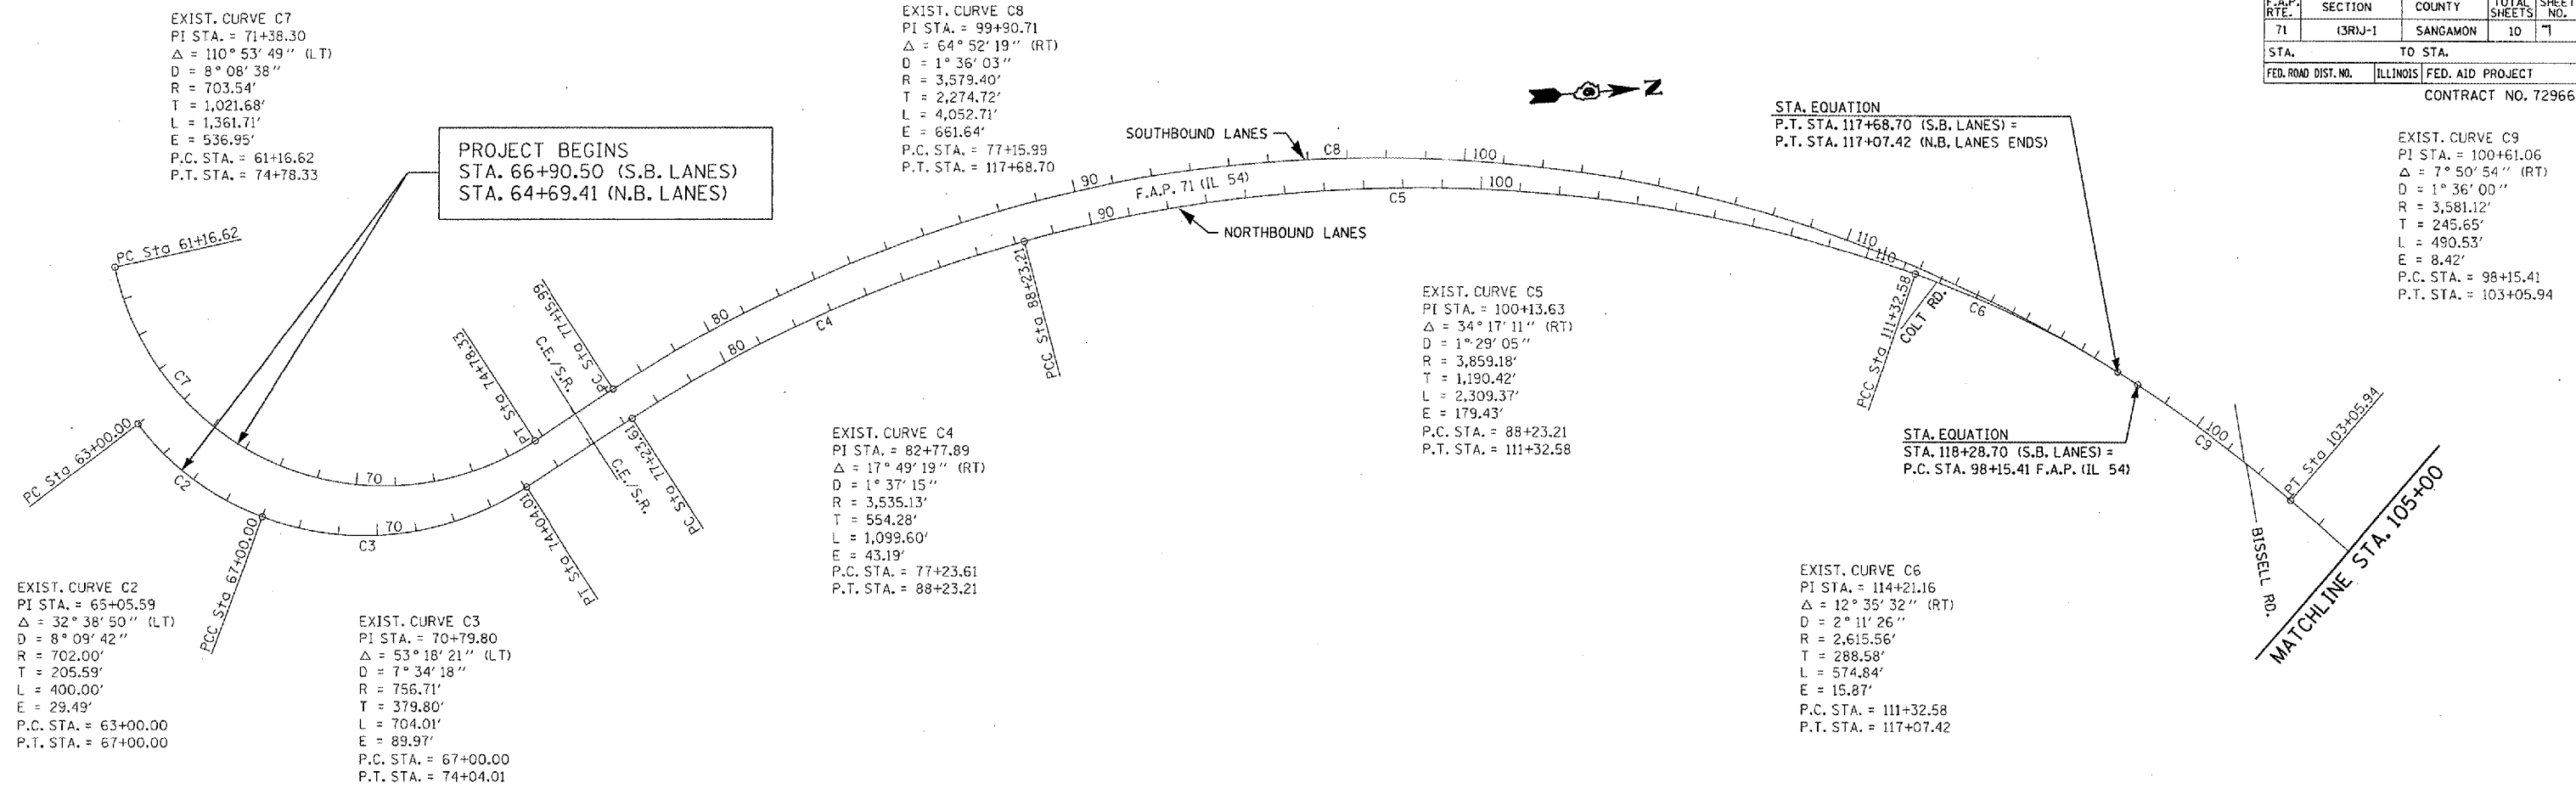 EXIST. CURVE C7
PI STA. = 71+38.30
Δ = 110° 53' 49'' (LT)
D = 8° 08' 38''
R = 703.54'
T = 1,021.68'
L = 1,361.71'
E = 536.95'
P.C. STA. = 61+16.62
P.T. STA. = 74+78.33
PROJECT BEGINS
STA. 66+90.50 (S.B. LANES)
STA. 64+69.41 (N.B. LANES)
EXIST. CURVE C8
PI STA. = 99+90.71
Δ = 64° 52' 19'' (RT)
D = 1° 36' 03''
R = 3,579.40'
T = 2,274.72'
L = 4,052.71'
E = 661.64'
P.C. STA. = 77+15.99
P.T. STA. = 117+68.70
N
F.A.P. RTE. SECTION COUNTY TOTAL SHEETS SHEET NO.
71 (3R)J-1 SANGAMON 10 7
STA. TO STA.
FED. ROAD DIST. NO. ILLINOIS FED. AID PROJECT
CONTRACT NO. 72966
STA. EQUATION
P.T. STA. 117+68.70 (S.B. LANES) =
P.T. STA. 117+07.42 (N.B. LANES ENDS)
EXIST. CURVE C9
PI STA. = 100+61.06
Δ = 7° 50' 54'' (RT)
D = 1° 36' 00''
R = 3,581.12'
T = 245.65'
L = 490.53'
E = 8.42'
P.C. STA. = 98+15.41
P.T. STA. = 103+05.94
SOUTHBOUND LANES
C8
100
90
F.A.P. 71 (IL 54)
100
C5
90
NORTHBOUND LANES
110
110
PC Sta 61+16.62
C7
PC Sta 63+00.00
C2
70
70
C3
PCC Sta 67+00.00
PT Sta 74+78.33
C.E./S.R.
PC Sta 77+15.99
80
80
C4
PCC Sta 88+23.21
C.E./S.R.
PC Sta 77+23.61
PT Sta 74+04.01
PCC Sta 111+32.58
COLT RD.
C6
100
C9
PT Sta 103+05.94
BISSELL RD.
MATCHLINE STA. 105+00
STA. EQUATION
STA. 118+28.70 (S.B. LANES) =
P.C. STA. 98+15.41 F.A.P. (IL 54)
EXIST. CURVE C5
PI STA. = 100+13.63
Δ = 34° 17' 11'' (RT)
D = 1° 29' 05''
R = 3,859.18'
T = 1,190.42'
L = 2,309.37'
E = 179.43'
P.C. STA. = 88+23.21
P.T. STA. = 111+32.58
EXIST. CURVE C4
PI STA. = 82+77.89
Δ = 17° 49' 19'' (RT)
D = 1° 37' 15''
R = 3,535.13'
T = 554.28'
L = 1,099.60'
E = 43.19'
P.C. STA. = 77+23.61
P.T. STA. = 88+23.21
EXIST. CURVE C2
PI STA. = 65+05.59
Δ = 32° 38' 50'' (LT)
D = 8° 09' 42''
R = 702.00'
T = 205.59'
L = 400.00'
E = 29.49'
P.C. STA. = 63+00.00
P.T. STA. = 67+00.00
EXIST. CURVE C3
PI STA. = 70+79.80
Δ = 53° 18' 21'' (LT)
D = 7° 34' 18''
R = 756.71'
T = 379.80'
L = 704.01'
E = 89.97'
P.C. STA. = 67+00.00
P.T. STA. = 74+04.01
EXIST. CURVE C6
PI STA. = 114+21.16
Δ = 12° 35' 32'' (RT)
D = 2° 11' 26''
R = 2,615.56'
T = 288.58'
L = 574.84'
E = 15.87'
P.C. STA. = 111+32.58
P.T. STA. = 117+07.42